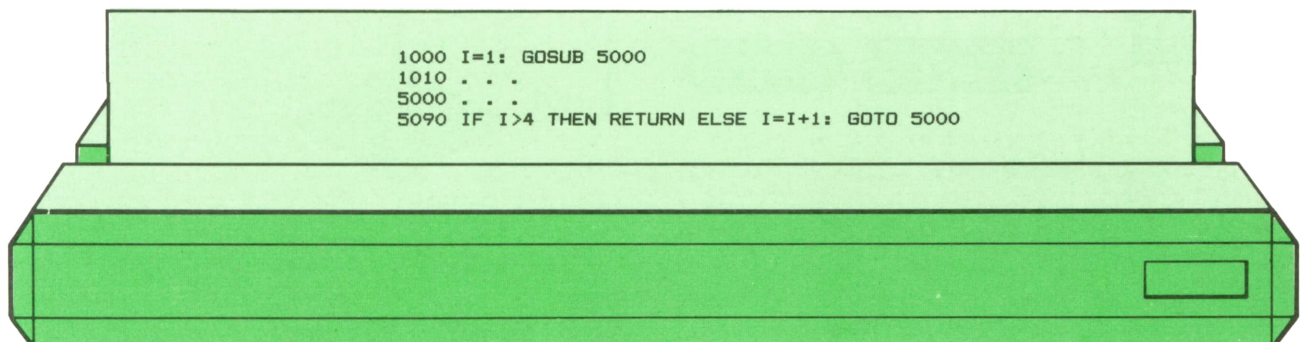 1000 I=1: GOSUB 5000
1010 . . .
5000 . . .
5090 IF I>4 THEN RETURN ELSE I=I+1: GOTO 5000